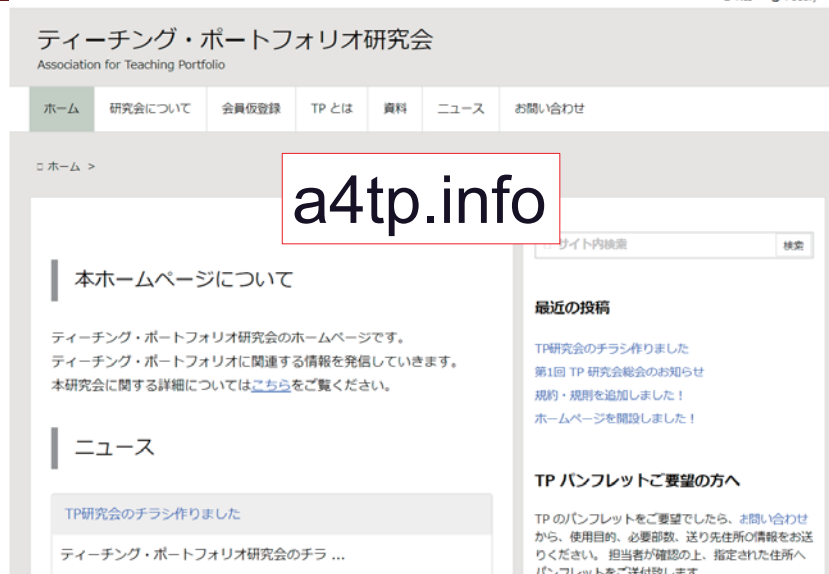 ティーチング・ポートフォリオ研究会
Association for Teaching Portfolio
ホーム 研究会について 会員仮登録 TP とは 資料 ニュース お問い合わせ
ホーム >
a4tp.info
サイト内検索 検索
本ホームページについて
ティーチング・ポートフォリオ研究会のホームページです。
ティーチング・ポートフォリオに関連する情報を発信していきます。
本研究会に関する詳細についてはこちらをご覧ください。
ニュース
TP研究会のチラシ作りました
ティーチング・ポートフォリオ研究会のチラ ...
最近の投稿
TP研究会のチラシ作りました
第1回 TP 研究会総会のお知らせ
規約・規則を追加しました！
ホームページを開設しました！
TP パンフレットご要望の方へ
TP のパンフレットをご要望でしたら、お問い合わせ
から、使用目的、必要部数、送り先住所の情報をお送
りください。 担当者が確認の上、指定された住所へ
パンフレットをご送付致します